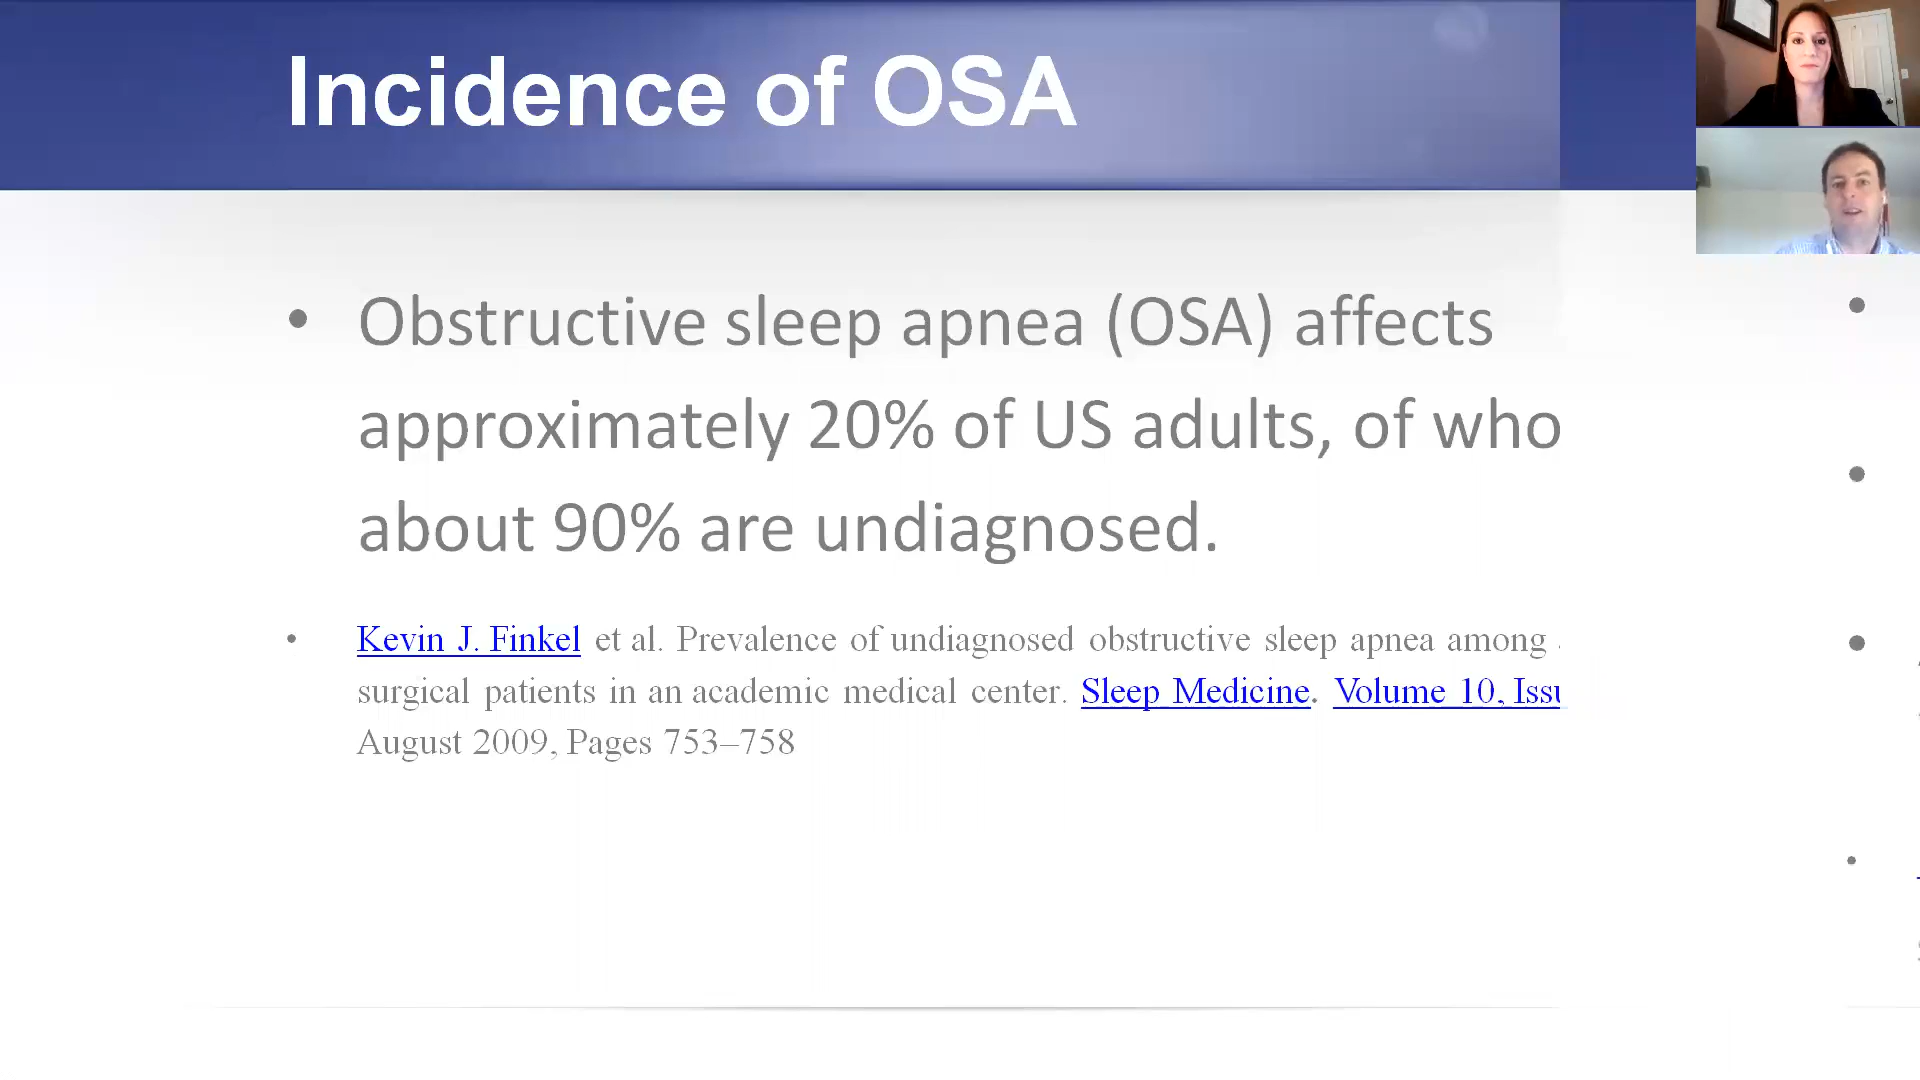 Incidence of OSA
• Obstructive sleep apnea (OSA) affects
approximately 20% of US adults, of who
about 90% are undiagnosed.
• Kevin J. Finkel et al. Prevalence of undiagnosed obstructive sleep apnea among
surgical patients in an academic medical center. Sleep Medicine. Volume 10, Issu
August 2009, Pages 753–758